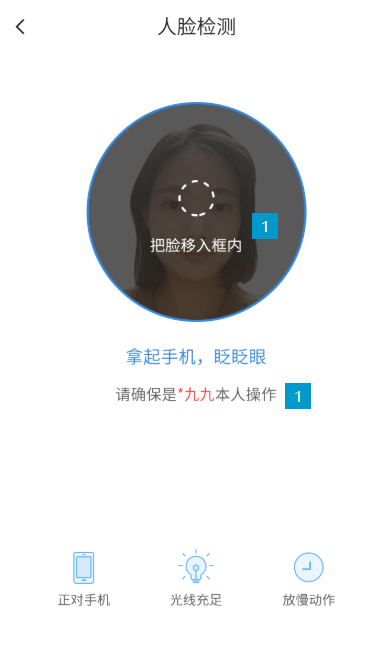 人脸检测
1
把脸移入框内
拿起手机，眨眨眼
请确保是*九九本人操作 1
正对手机 光线充足 放慢动作